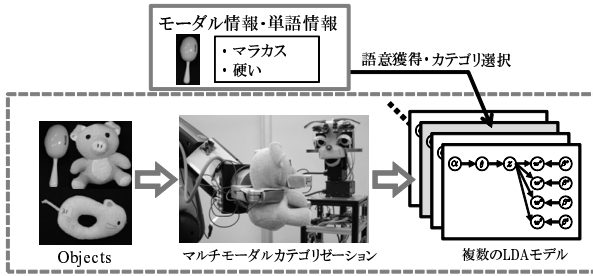 モーダル情報・単語情報
・マラカス
・硬い
語意獲得・カテゴリ選択
α
z
Objects
マルチモーダルカテゴリゼーション
複数のLDAモデル